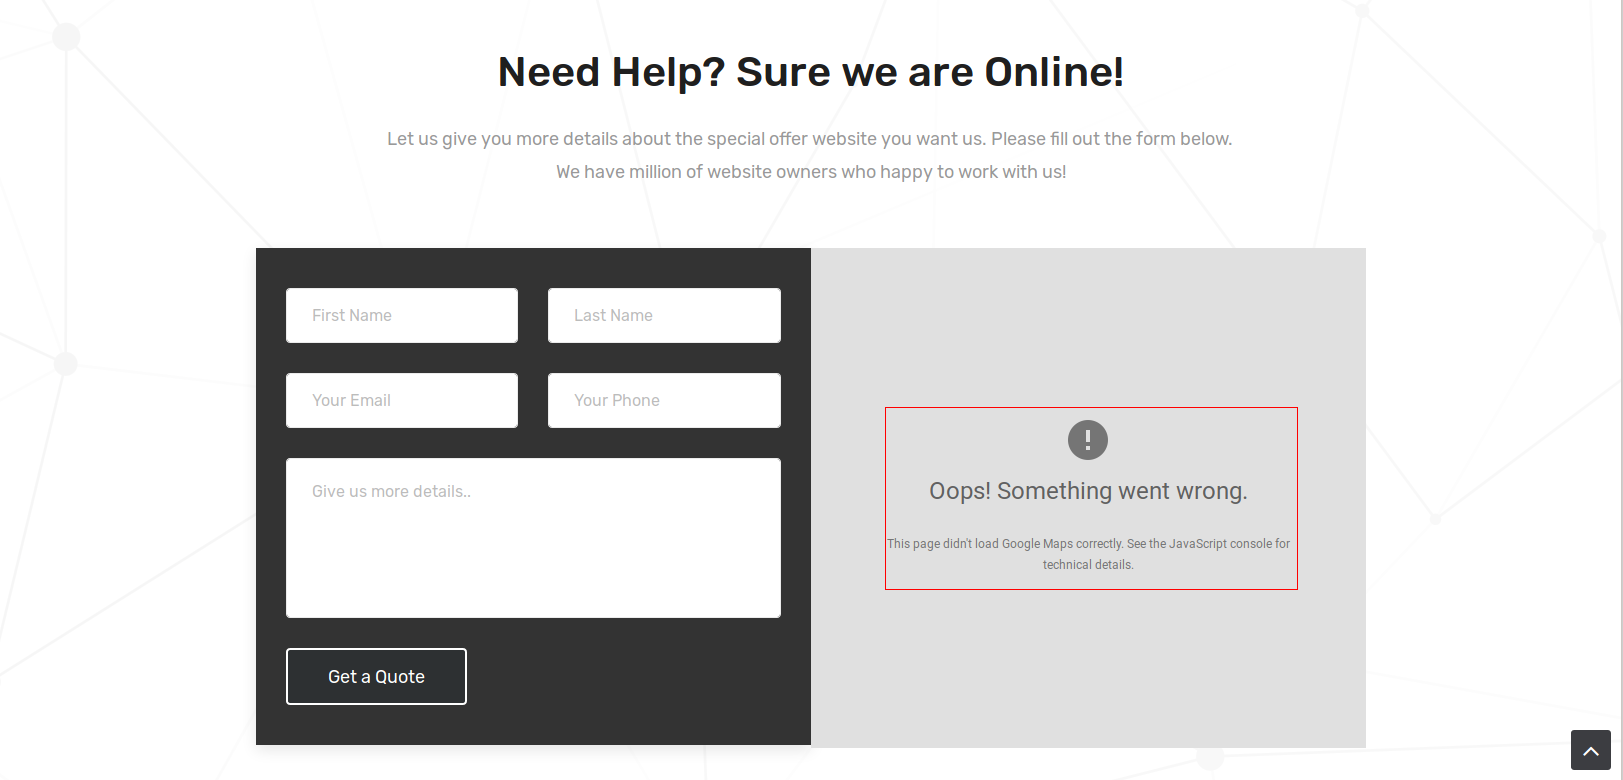 Need Help? Sure we are Online!
Let us give you more details about the special offer website you want us. Please fill out the form below.
We have million of website owners who happy to work with us!
First Name
Last Name
Your Email
Your Phone
Give us more details..
Get a Quote
Oops! Something went wrong.
This page didn't load Google Maps correctly. See the JavaScript console for
technical details.